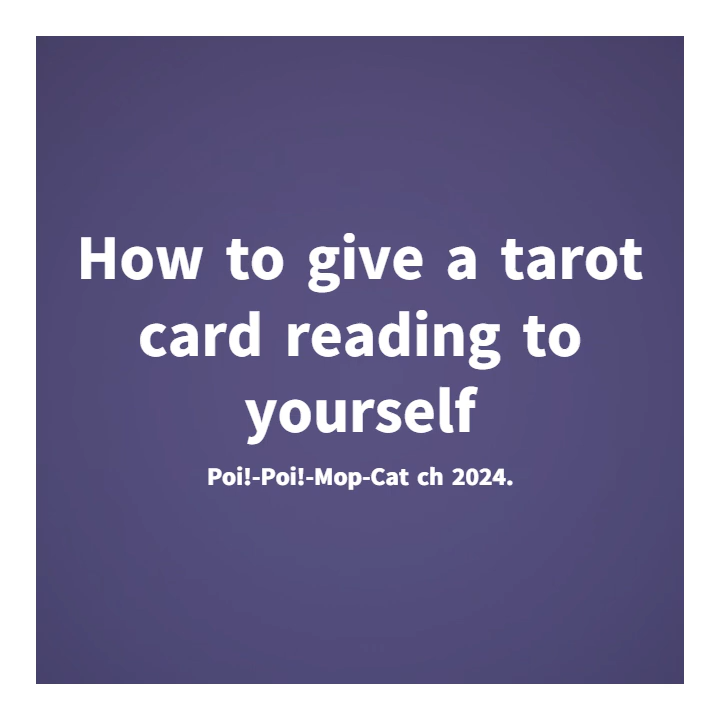 How to give a tarot
card reading to
yourself
Poi!-Poi!-Mop-Cat ch 2024.